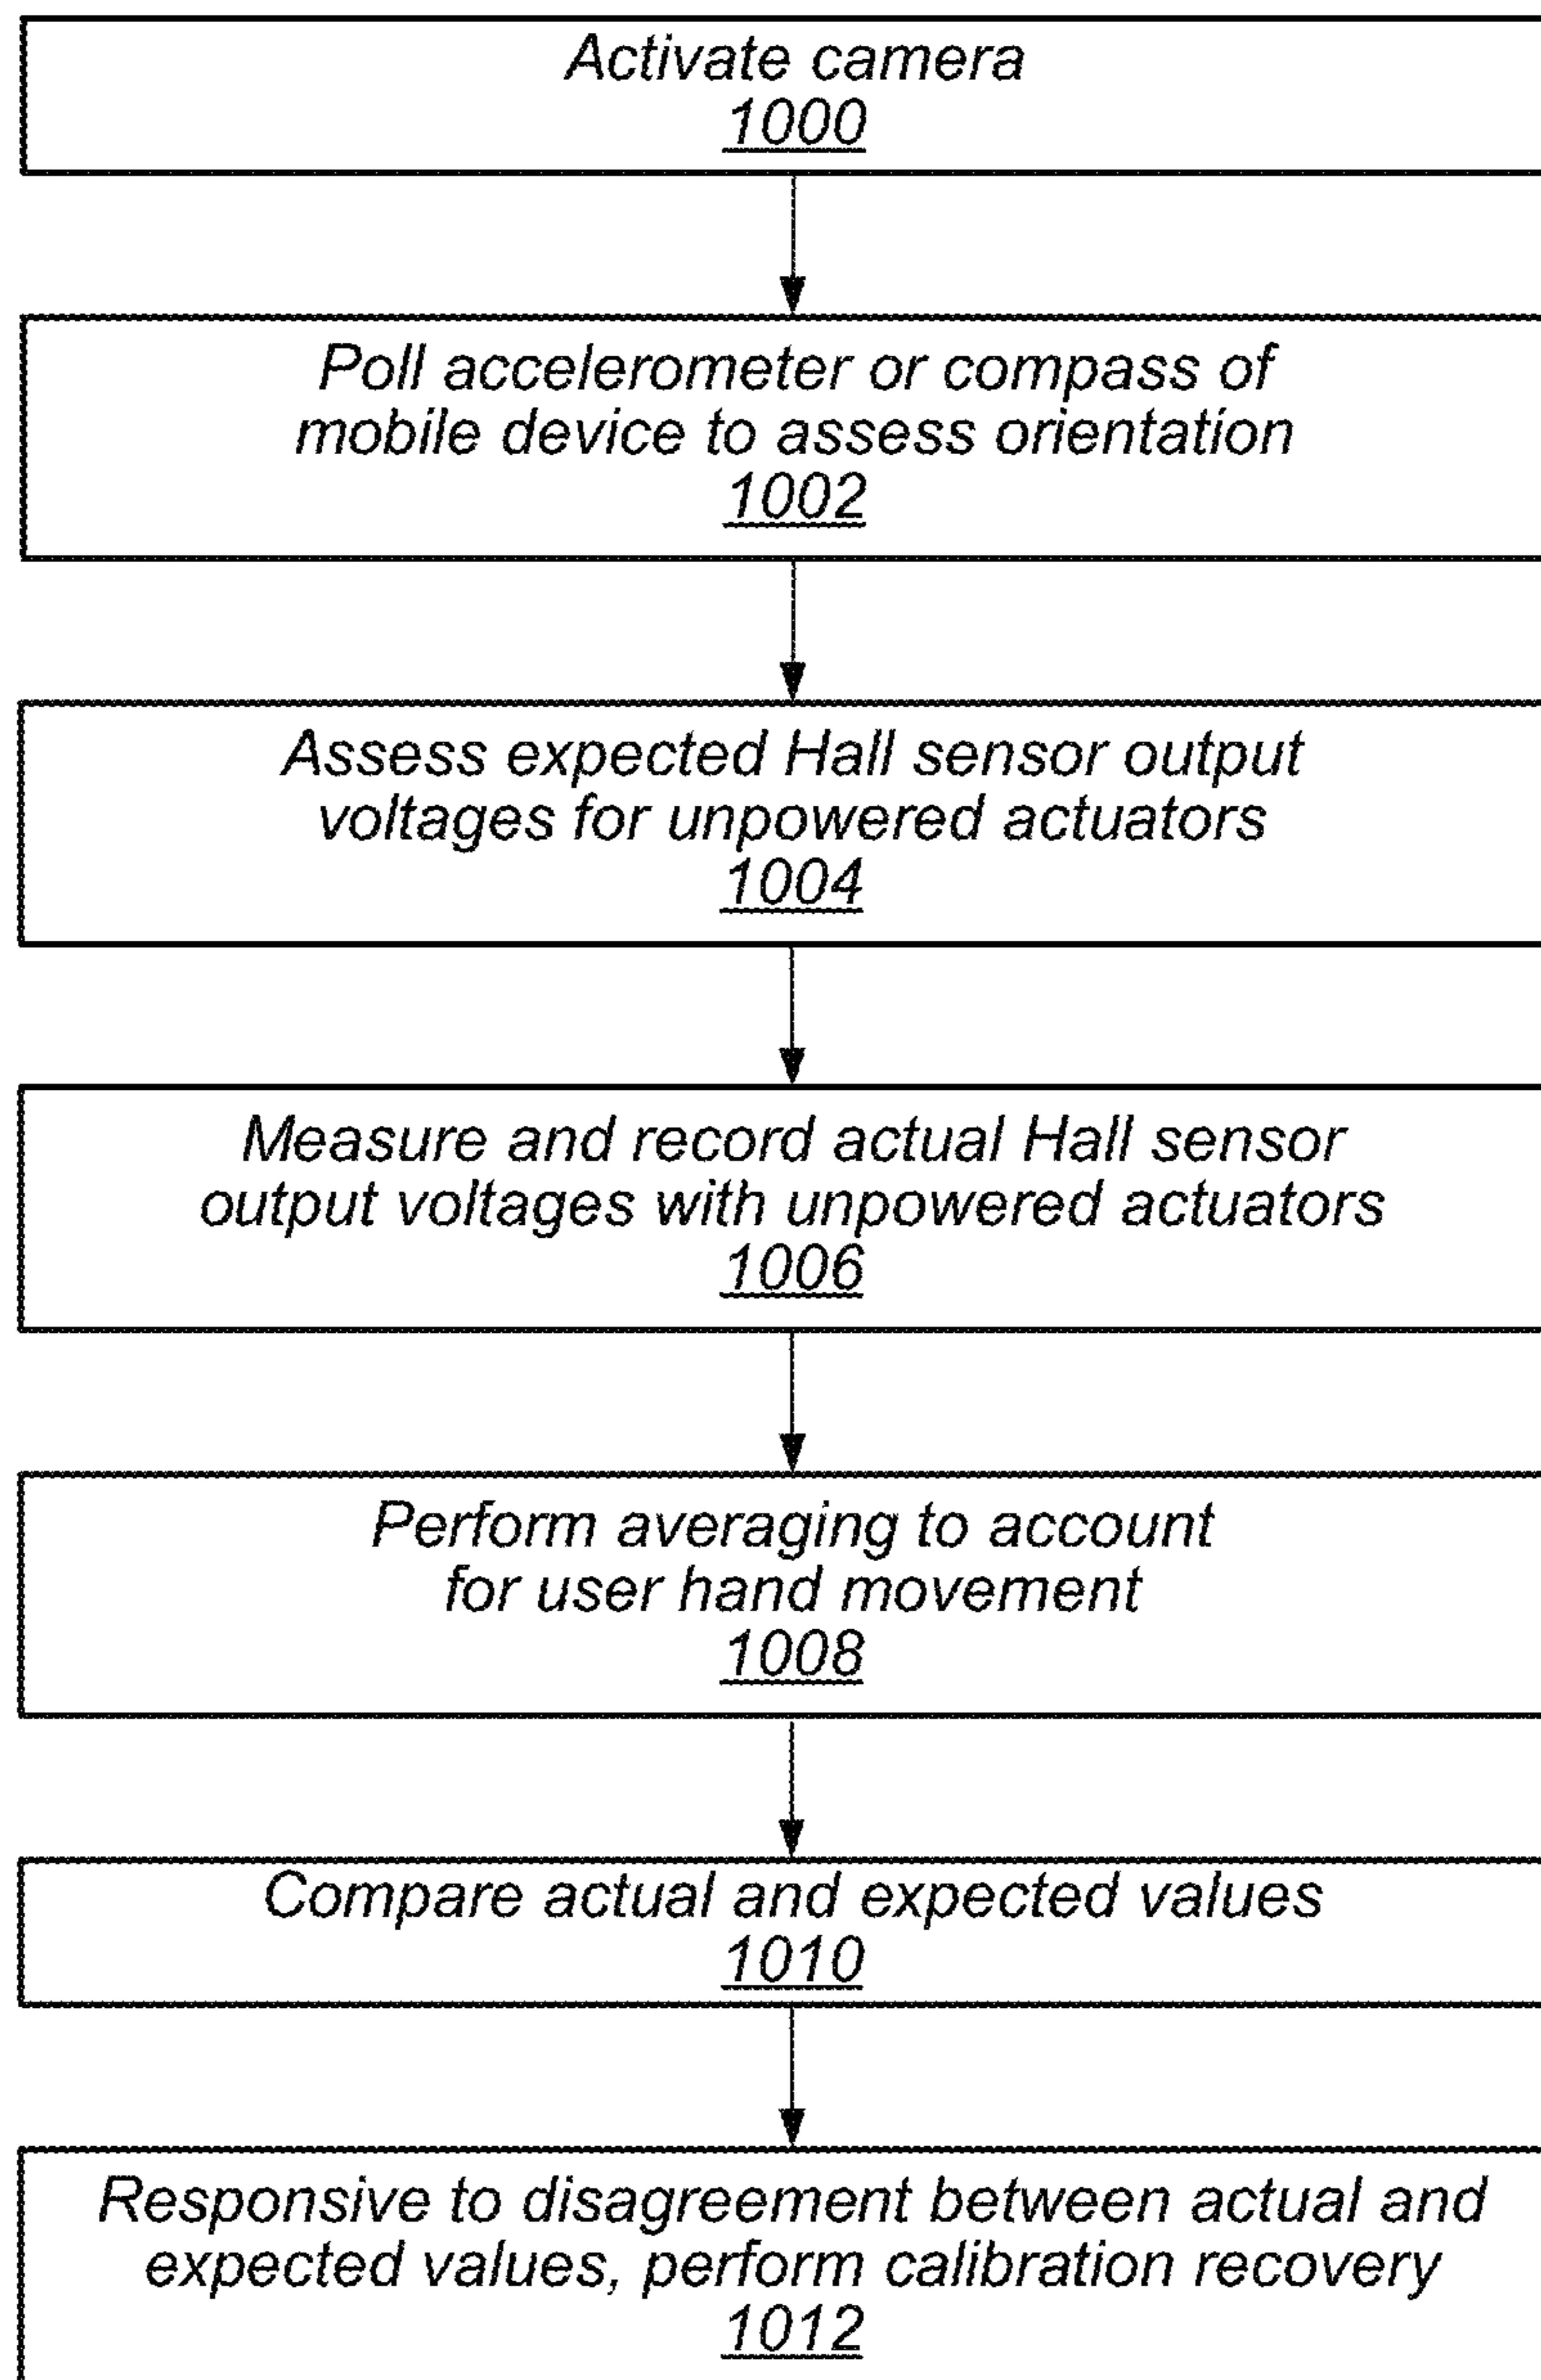 Activate camera
1000
Poll accelerometer or compass of
mobile device to assess orientation
1002
Assess expected Hall sensor output
voltages for unpowered actuators
1004
Measure and record actual Hall sensor
output voltages with unpowered actuators
1006
Perform averaging to account
for user hand movement
1008
Compare actual and expected values
1010
Responsive to disagreement between actual and
expected values, perform calibration recovery
1012